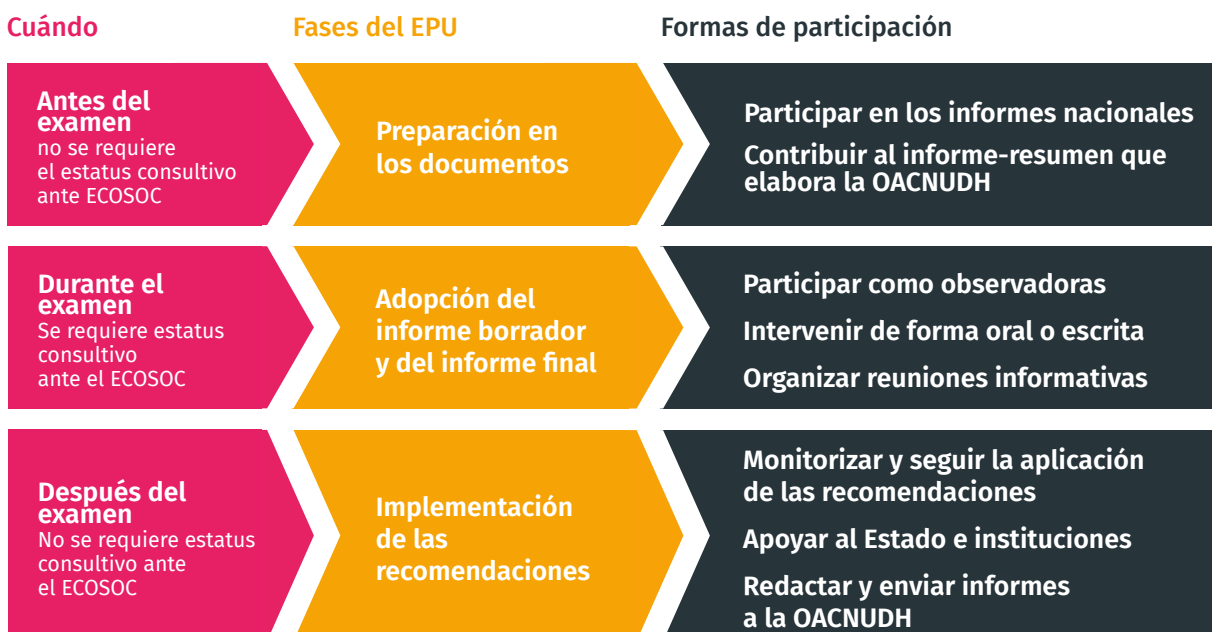 Cuándo
Fases del EPU
Formas de participación
Antes del
examen
no se requiere
el estatus consultivo
ante ECOSOC
Preparación en
los documentos
Participar en los informes nacionales
Contribuir al informe-resumen que
elabora la OACNUDH
Durante el
examen
Se requiere estatus
consultivo
ante el ECOSOC
Adopción del
informe borrador
y del informe final
Participar como observadoras
Intervenir de forma oral o escrita
Organizar reuniones informativas
Después del
examen
No se requiere estatus
consultivo ante
el ECOSOC
Implementación
de las
recomendaciones
Monitorizar y seguir la aplicación
de las recomendaciones
Apoyar al Estado e instituciones
Redactar y enviar informes
a la OACNUDH